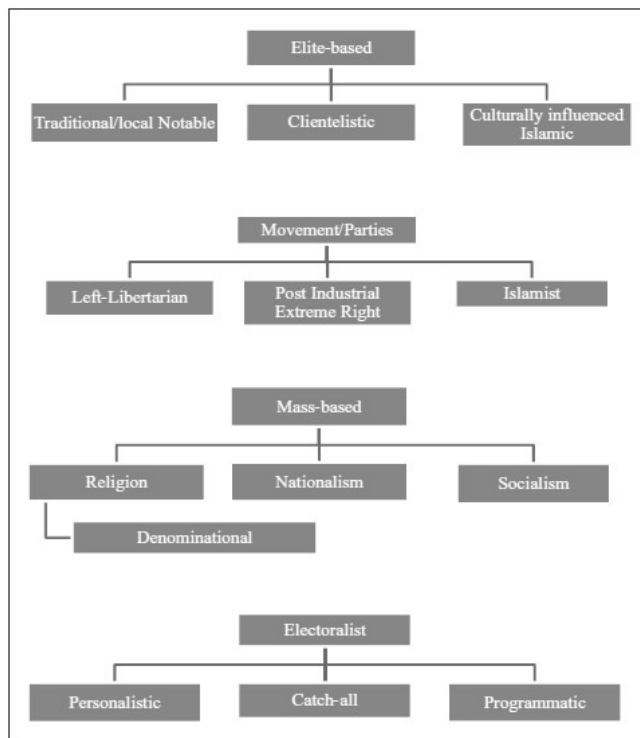 Elite-based
Traditional/local Notable
Clientelistic
Culturally influenced
Islamic
Movement/Parties
Left-Libertarian
Post Industrial
Extreme Right
Islamist
Mass-based
Religion
Nationalism
Socialism
Denominational
Electoralist
Personalistic
Catch-all
Programmatic